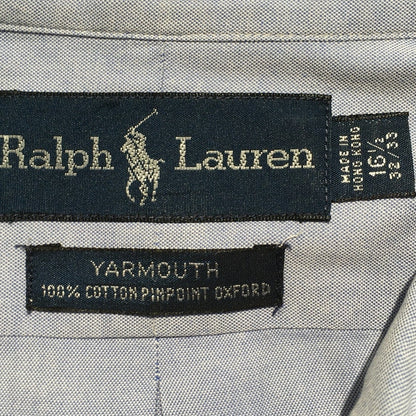 Ralph Lauren
MADE IN
HONG KONG
16½
32/33
YARMOUTH
100% COTTON PINPOINT OXFORD